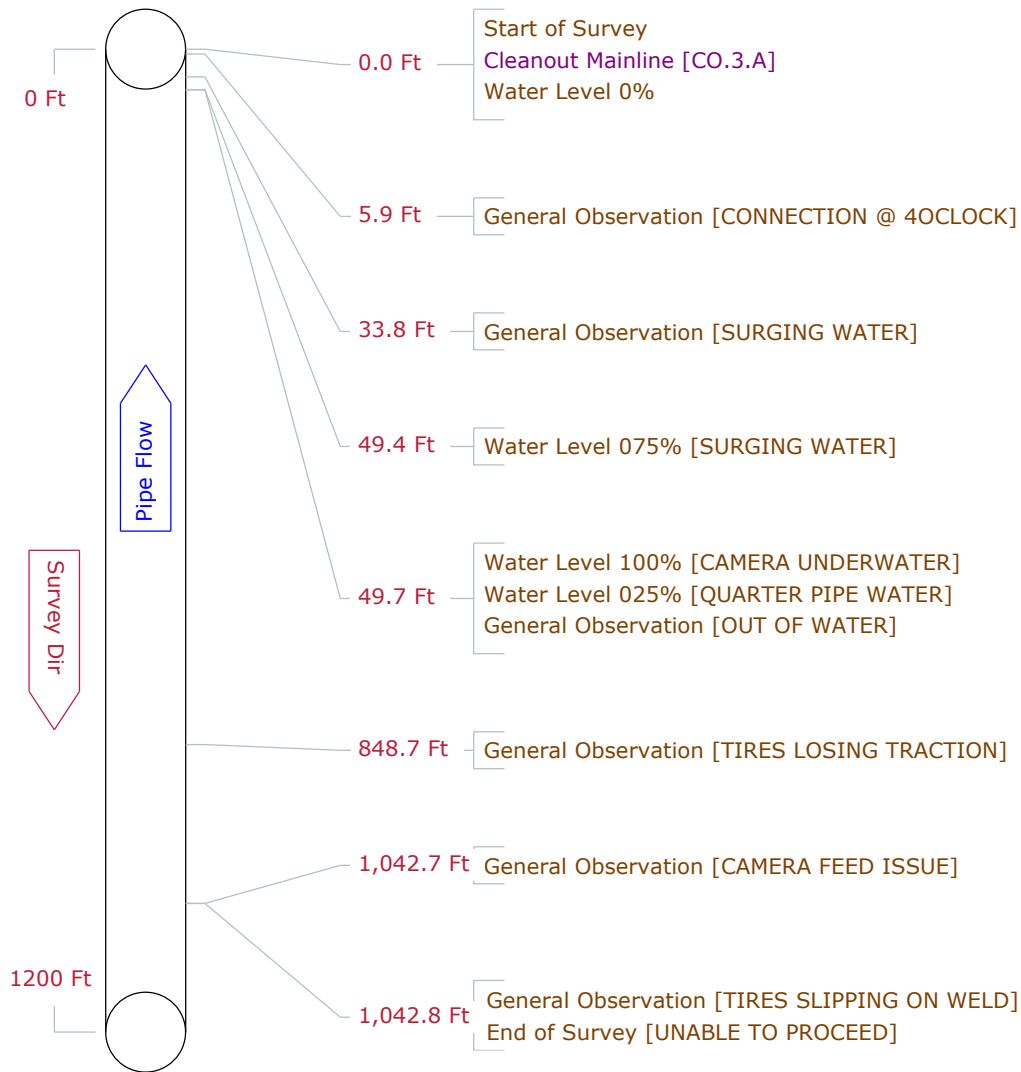 0 Ft
Pipe Flow
Survey Dir
1200 Ft
0.0 Ft
Start of Survey
Cleanout Mainline [CO.3.A]
Water Level 0%
5.9 Ft
General Observation [CONNECTION @ 4OCLOCK]
33.8 Ft
General Observation [SURGING WATER]
49.4 Ft
Water Level 075% [SURGING WATER]
49.7 Ft
Water Level 100% [CAMERA UNDERWATER]
Water Level 025% [QUARTER PIPE WATER]
General Observation [OUT OF WATER]
848.7 Ft
General Observation [TIRES LOSING TRACTION]
1,042.7 Ft
General Observation [CAMERA FEED ISSUE]
1,042.8 Ft
General Observation [TIRES SLIPPING ON WELD]
End of Survey [UNABLE TO PROCEED]